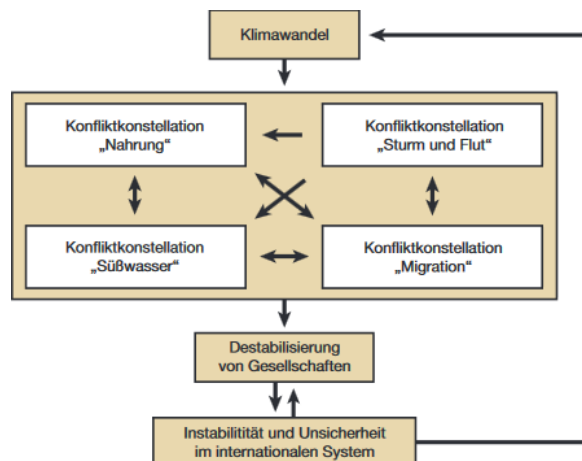 Klimawandel
Konfliktkonstellation
„Nahrung“
Konfliktkonstellation
„Sturm und Flut“
Konfliktkonstellation
„Süßwasser“
Konfliktkonstellation
„Migration“
Destabilisierung
von Gesellschaften
Instabilitität und Unsicherheit
im internationalen System